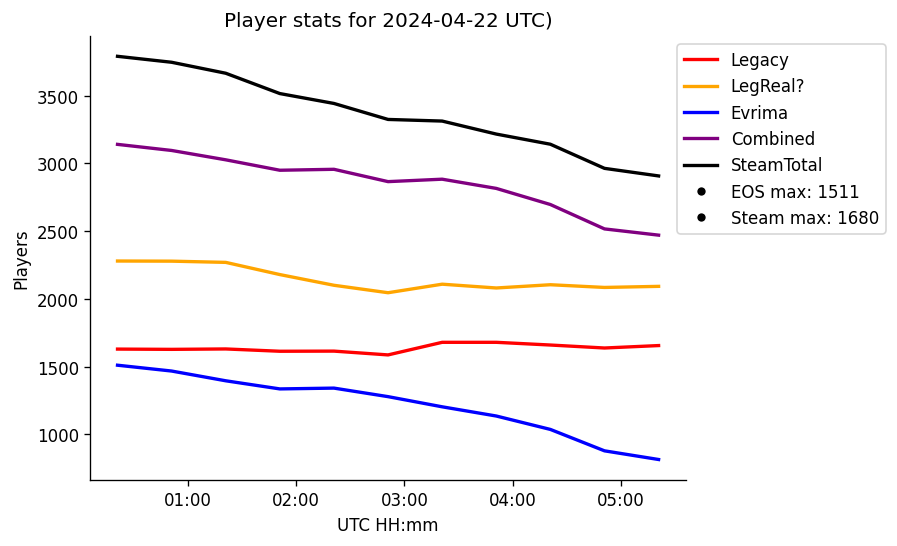 Player stats for 2024-04-22 UTC)
Legacy
LegReal?
Evrima
Combined
SteamTotal
EOS max: 1511
Steam max: 1680
Players
3500
3000
2500
2000
1500
1000
01:00 02:00 03:00 04:00 05:00
UTC HH:mm